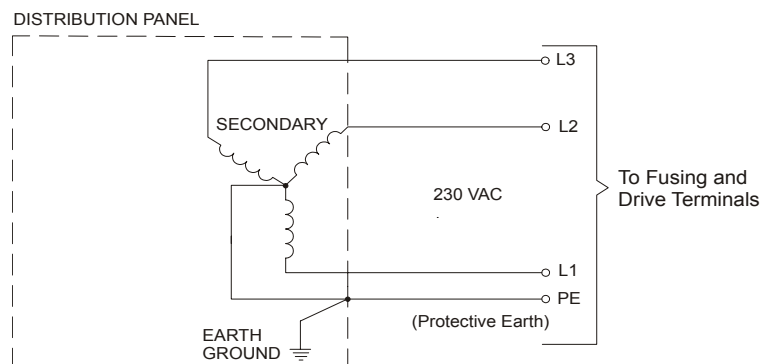 DISTRIBUTION PANEL
L3
SECONDARY
L2
To Fusing and
Drive Terminals
230 VAC
L1
PE
(Protective Earth)
EARTH
GROUND